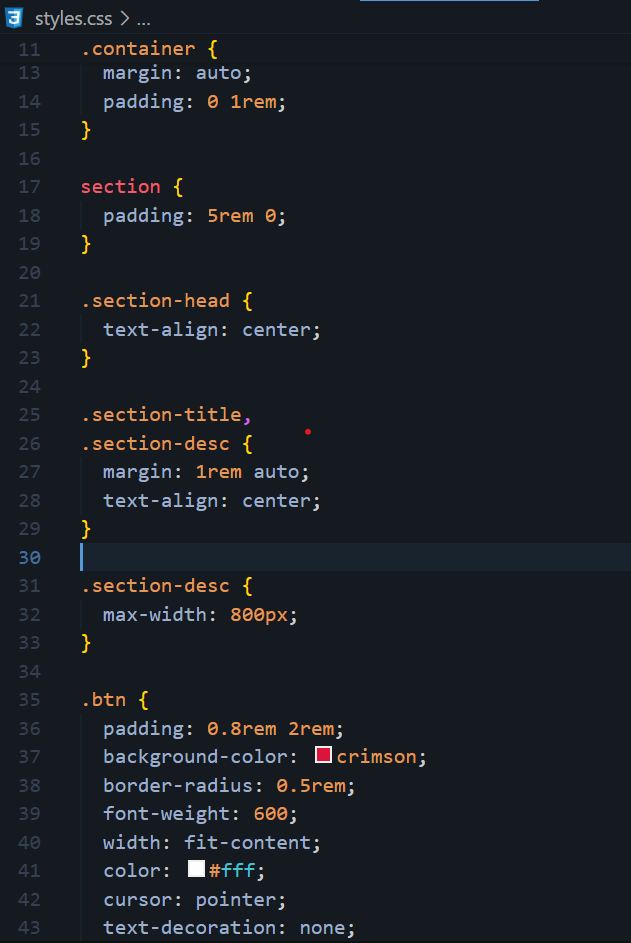 styles.css > ...
11 .container {
13 margin: auto;
14 padding: 0 1rem;
15 }
16
17 section {
18 padding: 5rem 0;
19 }
20
21 .section-head {
22 text-align: center;
23 }
24
25 .section-title,
26 .section-desc {
27 margin: 1rem auto;
28 text-align: center;
29 }
30
31 .section-desc {
32 max-width: 800px;
33 }
34
35 .btn {
36 padding: 0.8rem 2rem;
37 background-color: crimson;
38 border-radius: 0.5rem;
39 font-weight: 600;
40 width: fit-content;
41 color: #fff;
42 cursor: pointer;
43 text-decoration: none;